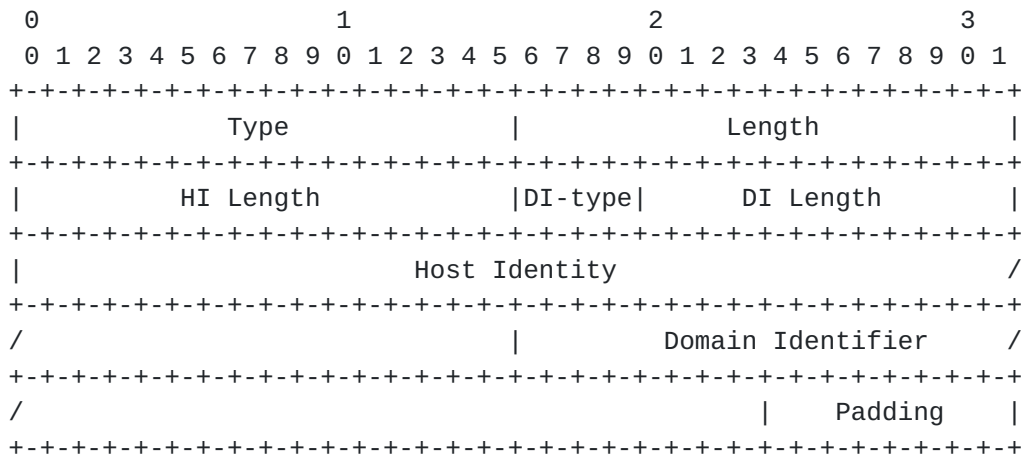 0                   1                   2                   3
 0 1 2 3 4 5 6 7 8 9 0 1 2 3 4 5 6 7 8 9 0 1 2 3 4 5 6 7 8 9 0 1
+-+-+-+-+-+-+-+-+-+-+-+-+-+-+-+-+-+-+-+-+-+-+-+-+-+-+-+-+-+-+-+-+
|             Type              |             Length            |
+-+-+-+-+-+-+-+-+-+-+-+-+-+-+-+-+-+-+-+-+-+-+-+-+-+-+-+-+-+-+-+-+
|          HI Length            |DI-type|      DI Length        |
+-+-+-+-+-+-+-+-+-+-+-+-+-+-+-+-+-+-+-+-+-+-+-+-+-+-+-+-+-+-+-+-+
|                         Host Identity                         /
+-+-+-+-+-+-+-+-+-+-+-+-+-+-+-+-+-+-+-+-+-+-+-+-+-+-+-+-+-+-+-+-+
/                               |         Domain Identifier     /
+-+-+-+-+-+-+-+-+-+-+-+-+-+-+-+-+-+-+-+-+-+-+-+-+-+-+-+-+-+-+-+-+
/                                               |    Padding    |
+-+-+-+-+-+-+-+-+-+-+-+-+-+-+-+-+-+-+-+-+-+-+-+-+-+-+-+-+-+-+-+-+